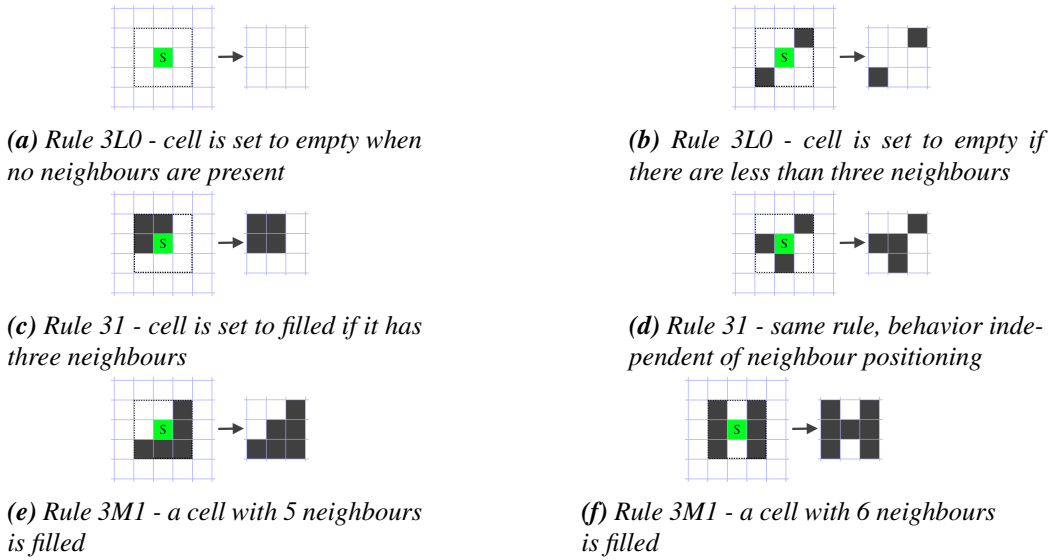 S
S
(a) Rule 3L0 - cell is set to empty when
no neighbours are present
(b) Rule 3L0 - cell is set to empty if
there are less than three neighbours
S
S
(c) Rule 31 - cell is set to filled if it has
three neighbours
(d) Rule 31 - same rule, behavior inde-
pendent of neighbour positioning
S
S
(e) Rule 3M1 - a cell with 5 neighbours
is filled
(f) Rule 3M1 - a cell with 6 neighbours
is filled